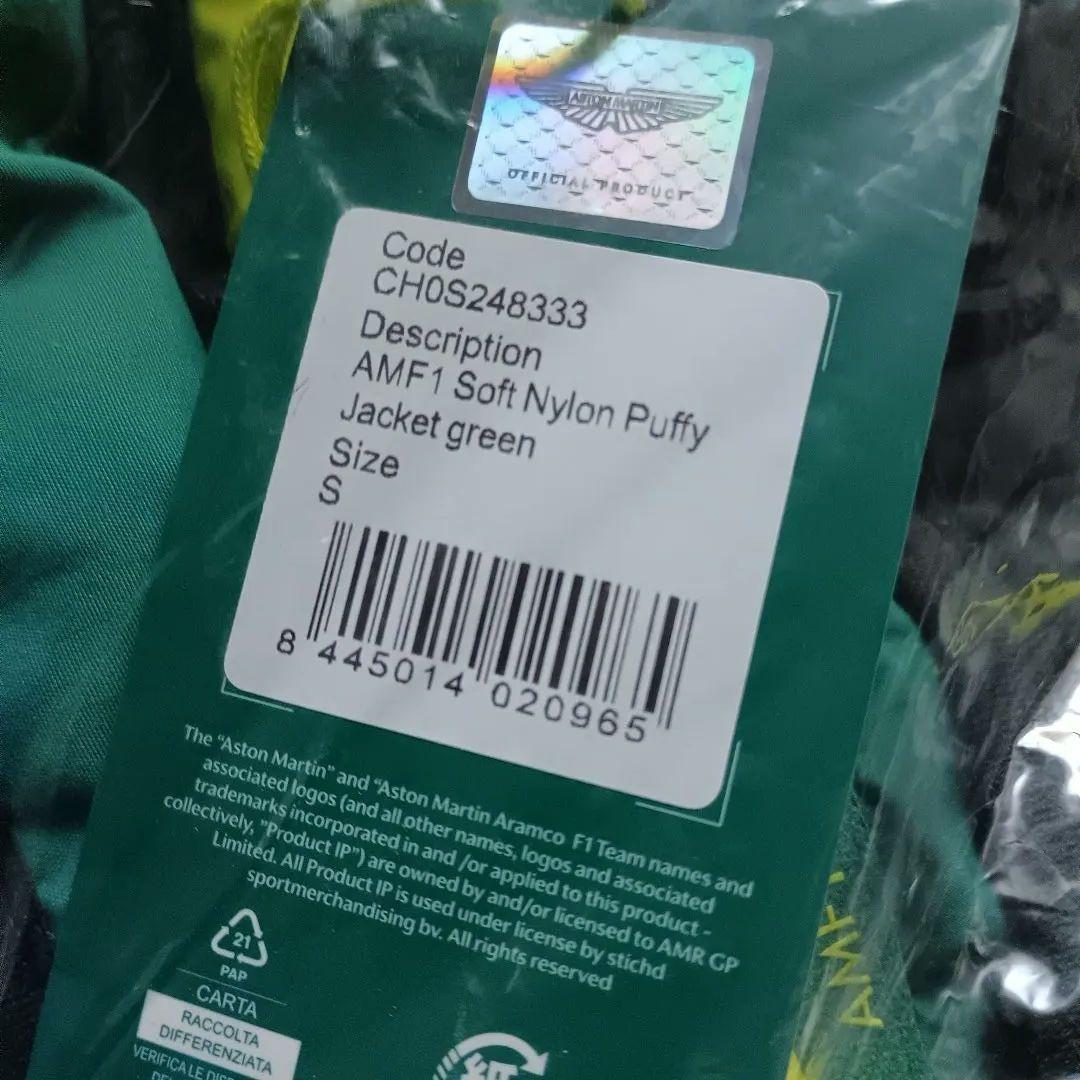 ASTON MARTIN
OFFICIAL PRODUCT
Code
CH0S248333
Description
AMF1 Soft Nylon Puffy
Jacket green
Size
S
8 445014 020965
The "Aston Martin" and "Aston Martin Aramco F1 Team names and
associated logos (and all other names, logos and associated
trademarks incorporated in and /or applied to this product -
collectively, "Product IP") are owned by and/or licensed to AMR GP
Limited. All Product IP is used under license by stichd
sportmerchandising bv. All rights reserved
21
PAP
CARTA
RACCOLTA
DIFFERENZIATA
VERIFICA LE
AMF1